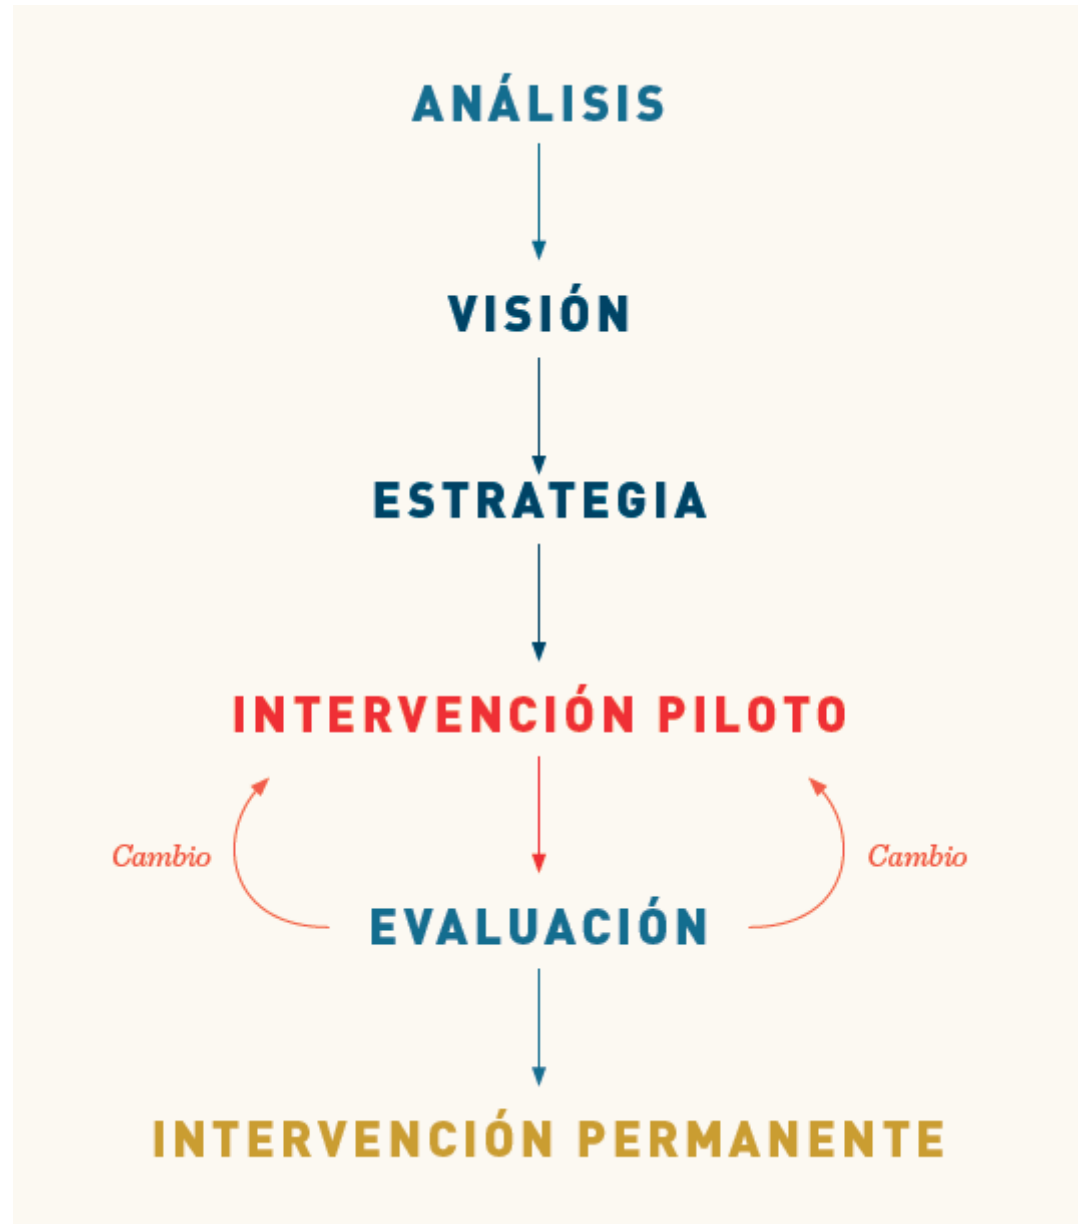 ANÁLISIS
VISIÓN
ESTRATEGIA
INTERVENCIÓN PILOTO
Cambio
Cambio
EVALUACIÓN
INTERVENCIÓN PERMANENTE